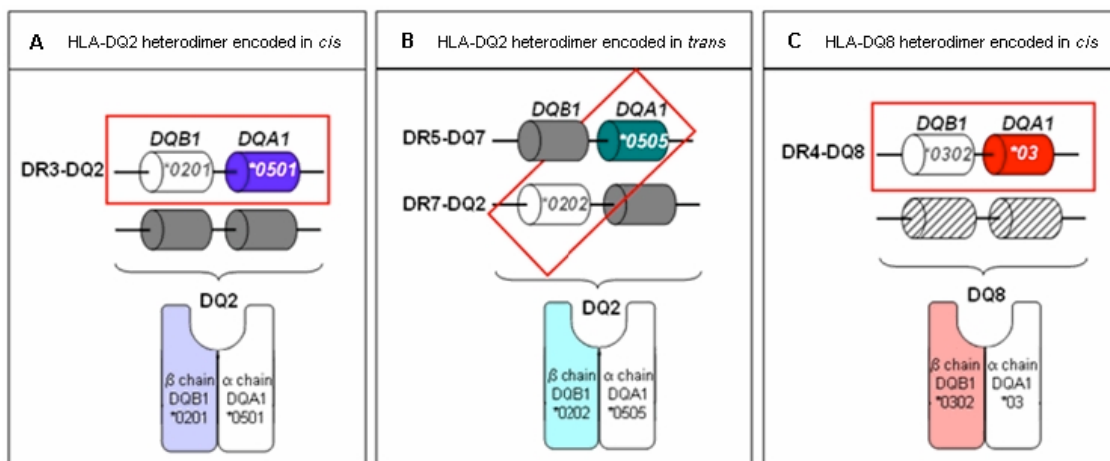 A HLA-DQ2 heterodimer encoded in cis
DQB1 DQA1
DR3-DQ2 *0201 *0501
DQ2
β chain α chain
DQB1 DQA1
*0201 *0501
B HLA-DQ2 heterodimer encoded in trans
DQB1 DQA1
DR5-DQ7 *0505
DR7-DQ2 *0202
DQ2
β chain α chain
DQB1 DQA1
*0202 *0505
C HLA-DQ8 heterodimer encoded in cis
DQB1 DQA1
DR4-DQ8 *0302 *03
DQ8
β chain α chain
DQB1 DQA1
*0302 *03